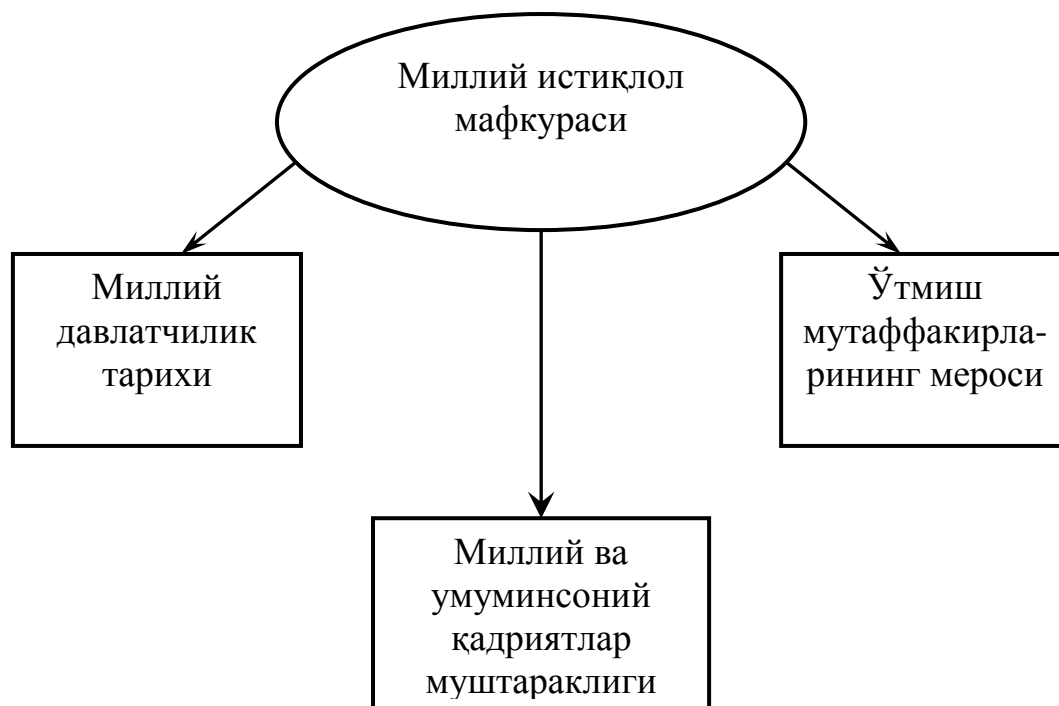 Миллий истиқлол
мафкураси
Миллий
давлатчилик
тарихи
Ўтмиш
мутаффакирла-
рининг мероси
Миллий ва
умуминсоний
қадриятлар
муштараклиги